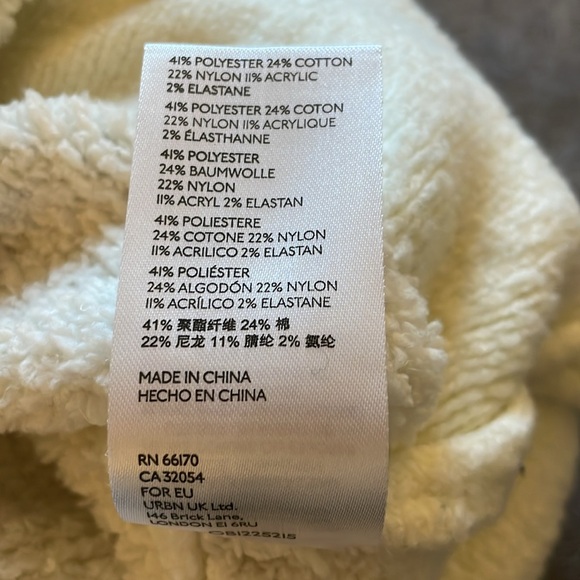 41% POLYESTER 24% COTTON
22% NYLON 11% ACRYLIC
2% ELASTANE
41% POLYESTER 24% COTON
22% NYLON 11% ACRYLIQUE
2% ÉLASTHANNE
41% POLYESTER
24% BAUMWOLLE
22% NYLON
11% ACRYL 2% ELASTAN
41% POLIESTERE
24% COTONE 22% NYLON
11% ACRILICO 2% ELASTAN
41% POLIÉSTER
24% ALGODÓN 22% NYLON
11% ACRÍLICO 2% ELASTANE
41% 聚酯纤维 24% 棉
22% 尼龙 11% 腈纶 2% 氨纶
MADE IN CHINA
HECHO EN CHINA
RN 66170
CA 32054
FOR EU
URBN UK Ltd.
146 Brick Lane,
LONDON E1 6RU
GB1225215